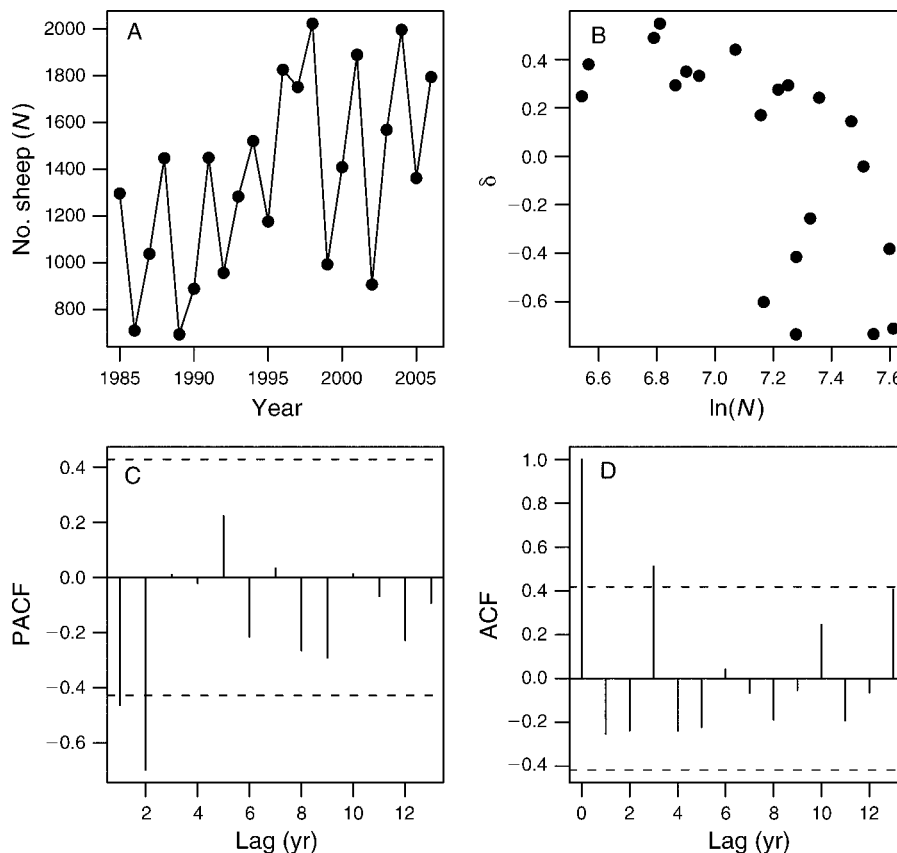 A
No. sheep (N)
2000
1800
1600
1400
1200
1000
800
1985 1990 1995 2000 2005
Year
B
δ
0.4
0.2
0.0
−0.2
−0.4
−0.6
6.6 6.8 7.0 7.2 7.4 7.6
ln(N)
C
PACF
0.4
0.2
0.0
−0.2
−0.4
−0.6
2 4 6 8 10 12
Lag (yr)
D
ACF
1.0
0.8
0.6
0.4
0.2
0.0
−0.2
−0.4
0 2 4 6 8 10 12
Lag (yr)